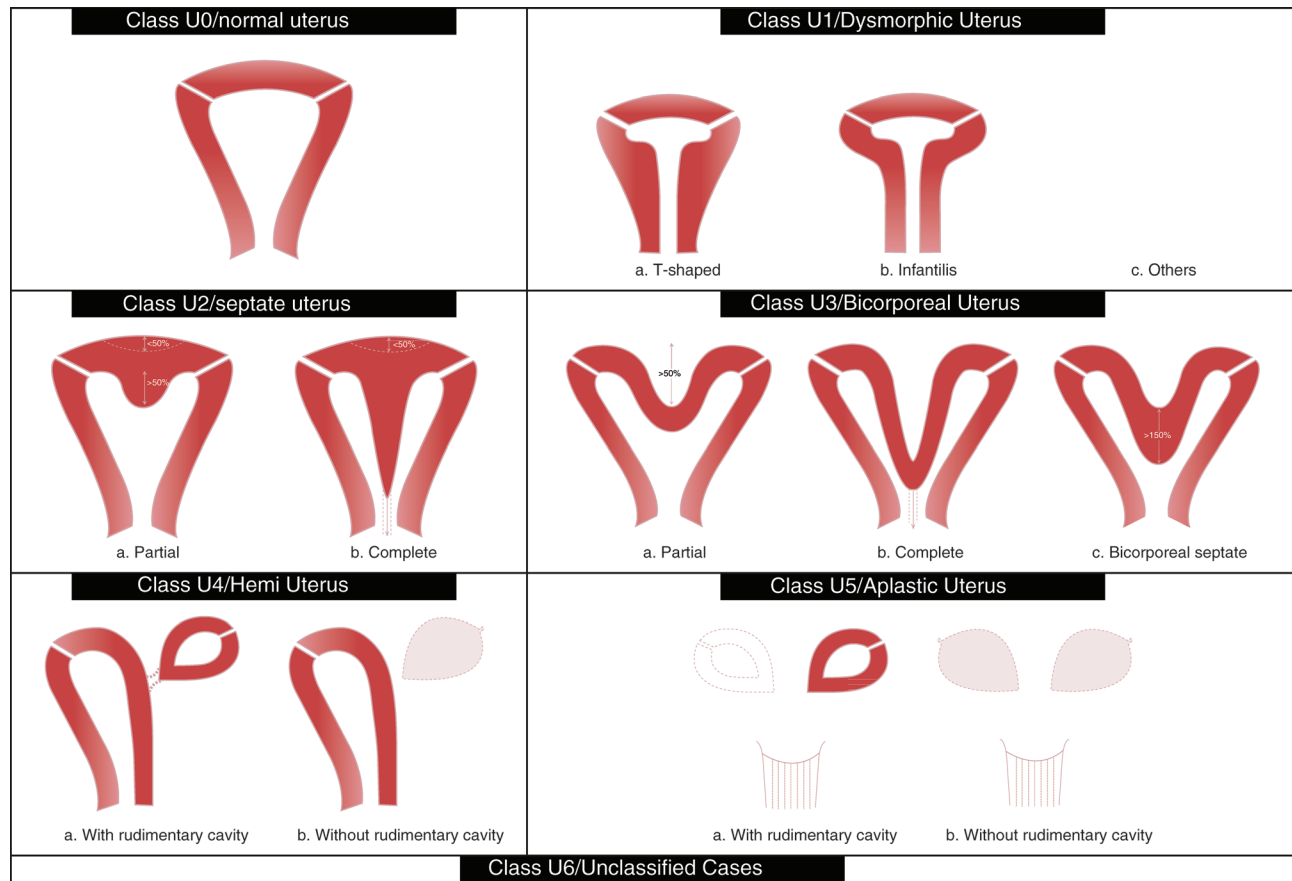 Class U0/normal uterus
Class U1/Dysmorphic Uterus
a. T-shaped
b. Infantilis
c. Others
Class U2/septate uterus
<50%
>50%
<50%
a. Partial
b. Complete
Class U3/Bicorporeal Uterus
>50%
>150%
a. Partial
b. Complete
c. Bicorporeal septate
Class U4/Hemi Uterus
a. With rudimentary cavity
b. Without rudimentary cavity
Class U5/Aplastic Uterus
a. With rudimentary cavity
b. Without rudimentary cavity
Class U6/Unclassified Cases